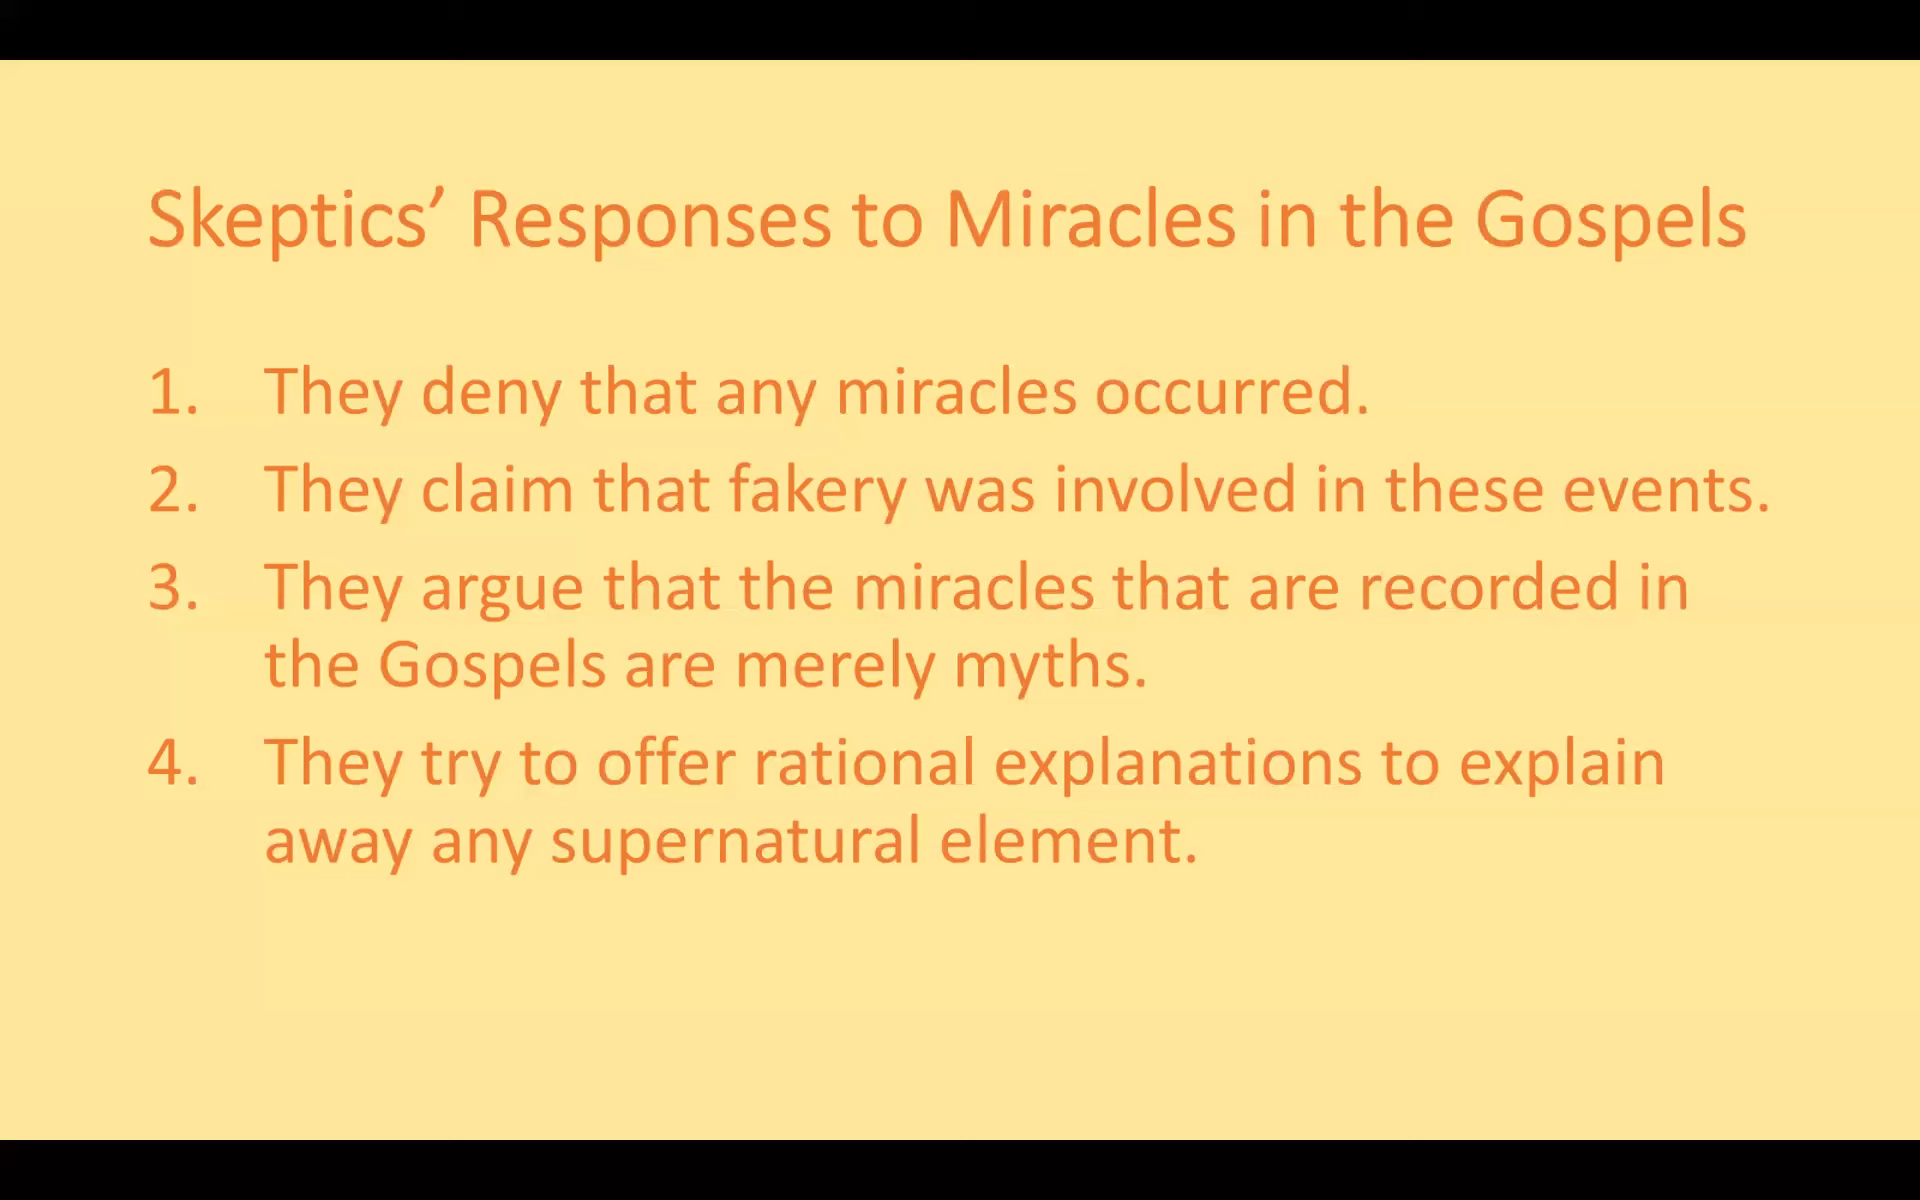 Skeptics’ Responses to Miracles in the Gospels
1. They deny that any miracles occurred.
2. They claim that fakery was involved in these events.
3. They argue that the miracles that are recorded in
the Gospels are merely myths.
4. They try to offer rational explanations to explain
away any supernatural element.